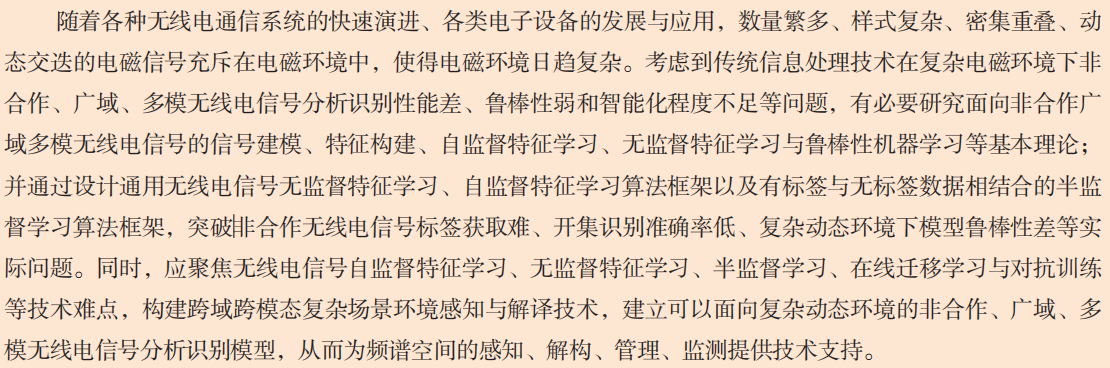 随着各种无线电通信系统的快速演进、各类电子设备的发展与应用，数量繁多、样式复杂、密集重叠、动
态交迭的电磁信号充斥在电磁环境中，使得电磁环境日趋复杂。考虑到传统信息处理技术在复杂电磁环境下非
合作、广域、多模无线电信号分析识别性能差、鲁棒性弱和智能化程度不足等问题，有必要研究面向非合作广
域多模无线电信号的信号建模、特征构建、自监督特征学习、无监督特征学习与鲁棒性机器学习等基本理论；
并通过设计通用无线电信号无监督特征学习、自监督特征学习算法框架以及有标签与无标签数据相结合的半监
督学习算法框架，突破非合作无线电信号标签获取难、开集识别准确率低、复杂动态环境下模型鲁棒性差等实
际问题。同时，应聚焦无线电信号自监督特征学习、无监督特征学习、半监督学习、在线迁移学习与对抗训练
等技术难点，构建跨域跨模态复杂场景环境感知与解译技术，建立可以面向复杂动态环境的非合作、广域、多
模无线电信号分析识别模型，从而为频谱空间的感知、解构、管理、监测提供技术支持。